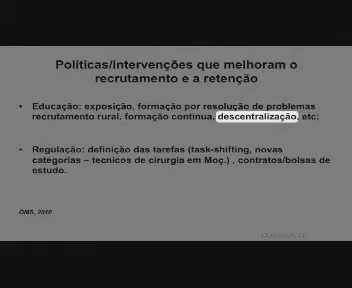 Políticas/intervenções que melhoram o
recrutamento e a retenção
• Educação: exposição, formação por resolução de problemas
recrutamento rural, formação contínua, descentralização, etc;
• Regulação: definição das tarefas (task-shifting, novas
categorias – tecnicos de cirurgia em Moç.) , contratos/bolsas de
estudo.
OMS, 2010